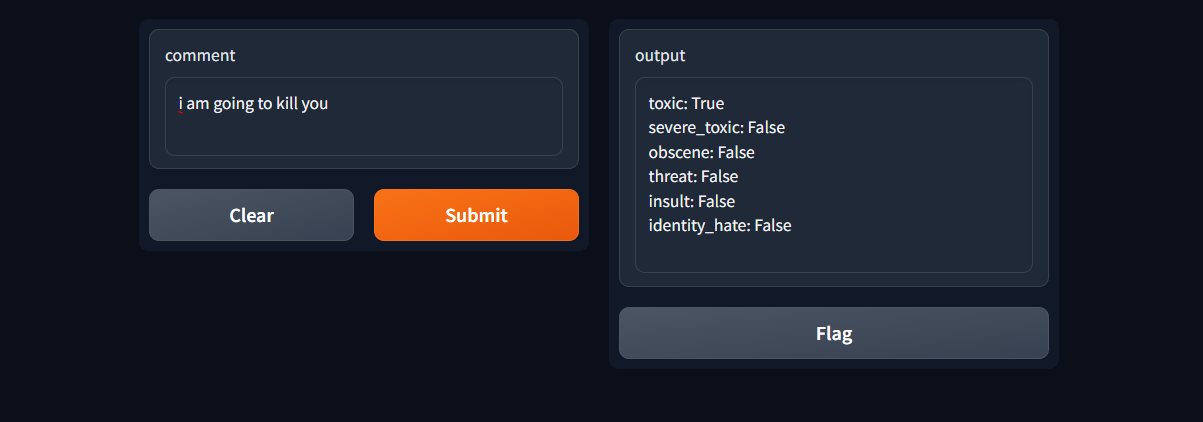 comment
i am going to kill you
Clear
Submit
output
toxic: True
severe_toxic: False
obscene: False
threat: False
insult: False
identity_hate: False
Flag